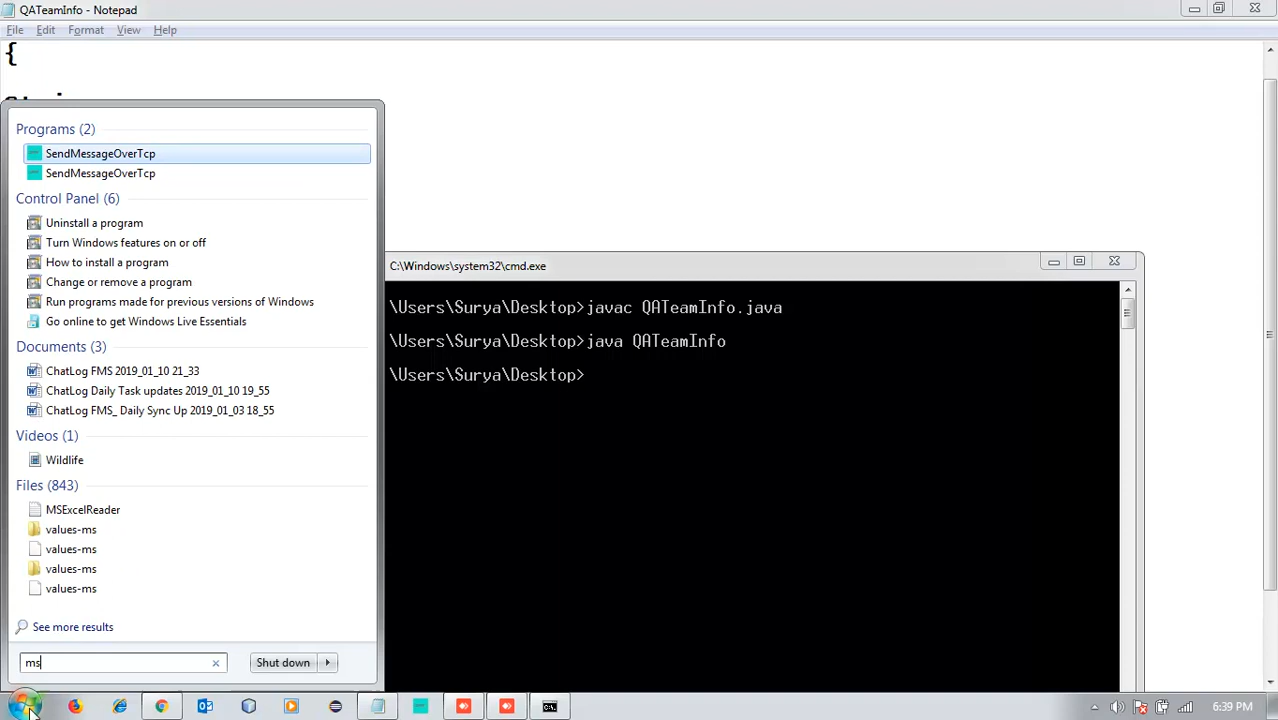 QATeamInfo - Notepad
File Edit Format View Help
{
Programs (2)
SendMessageOverTcp
SendMessageOverTcp
Control Panel (6)
Uninstall a program
Turn Windows features on or off
How to install a program
Change or remove a program
Run programs made for previous versions of Windows
Go online to get Windows Live Essentials
Documents (3)
ChatLog FMS 2019_01_10 21_33
ChatLog Daily Task updates 2019_01_10 19_55
ChatLog FMS_ Daily Sync Up 2019_01_03 18_55
Videos (1)
Wildlife
Files (843)
MSExcelReader
values-ms
values-ms
values-ms
values-ms
See more results
ms
Shut down
C:\Windows\system32\cmd.exe
\Users\Surya\Desktop>javac QATeamInfo.java
\Users\Surya\Desktop>java QATeamInfo
\Users\Surya\Desktop>
6:39 PM